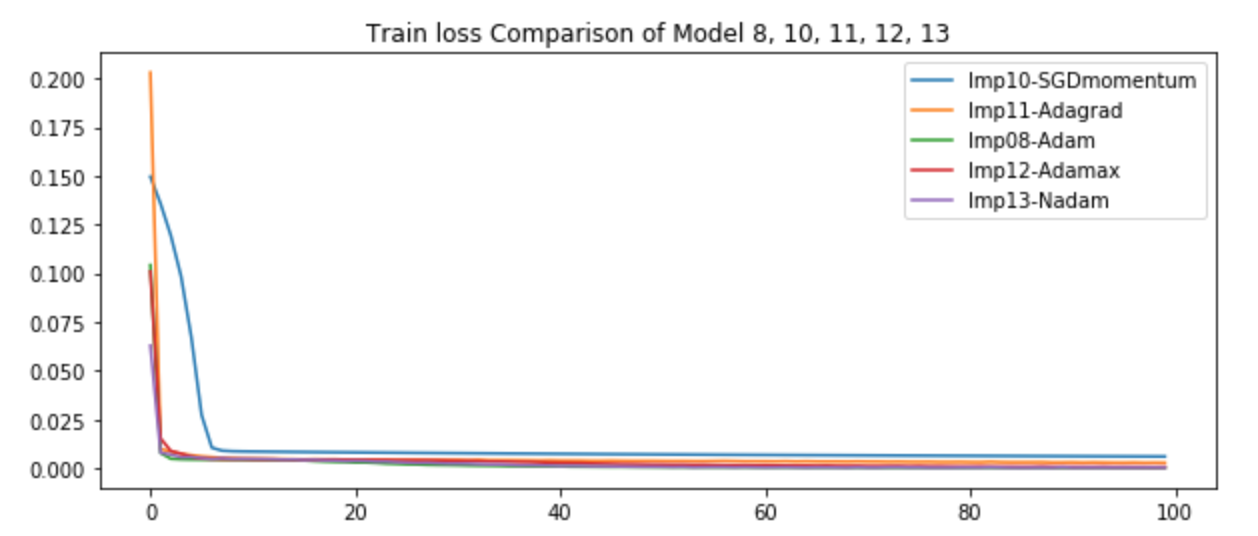 Train loss Comparison of Model 8, 10, 11, 12, 13
0.200
0.175
0.150
0.125
0.100
0.075
0.050
0.025
0.000
Imp10-SGDmomentum
Imp11-Adagrad
Imp08-Adam
Imp12-Adamax
Imp13-Nadam
0 20 40 60 80 100